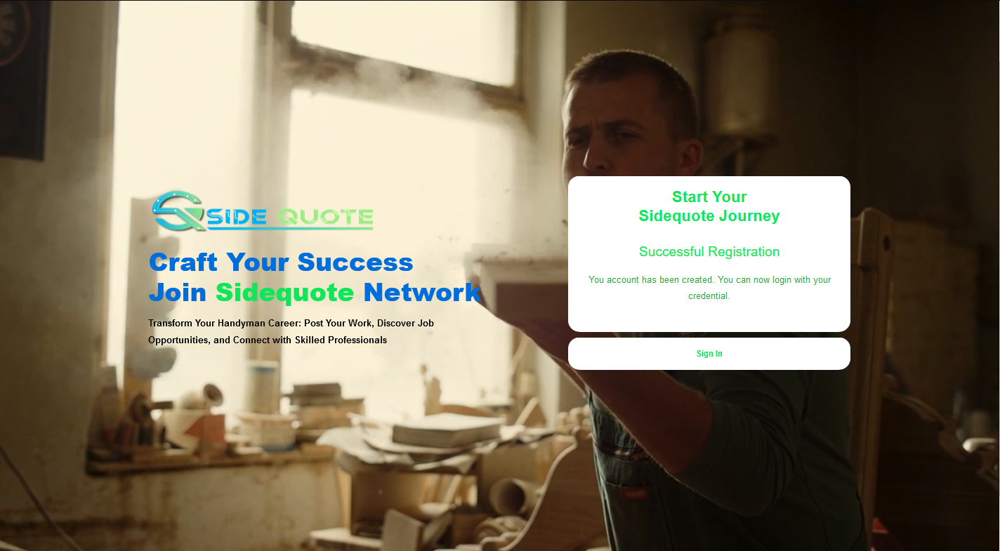 SIDE QUOTE
Craft Your Success
Join Sidequote Network
Transform Your Handyman Career: Post Your Work, Discover Job
Opportunities, and Connect with Skilled Professionals
Start Your
Sidequote Journey
Successful Registration
You account has been created. You can now login with your
credential.
Sign In